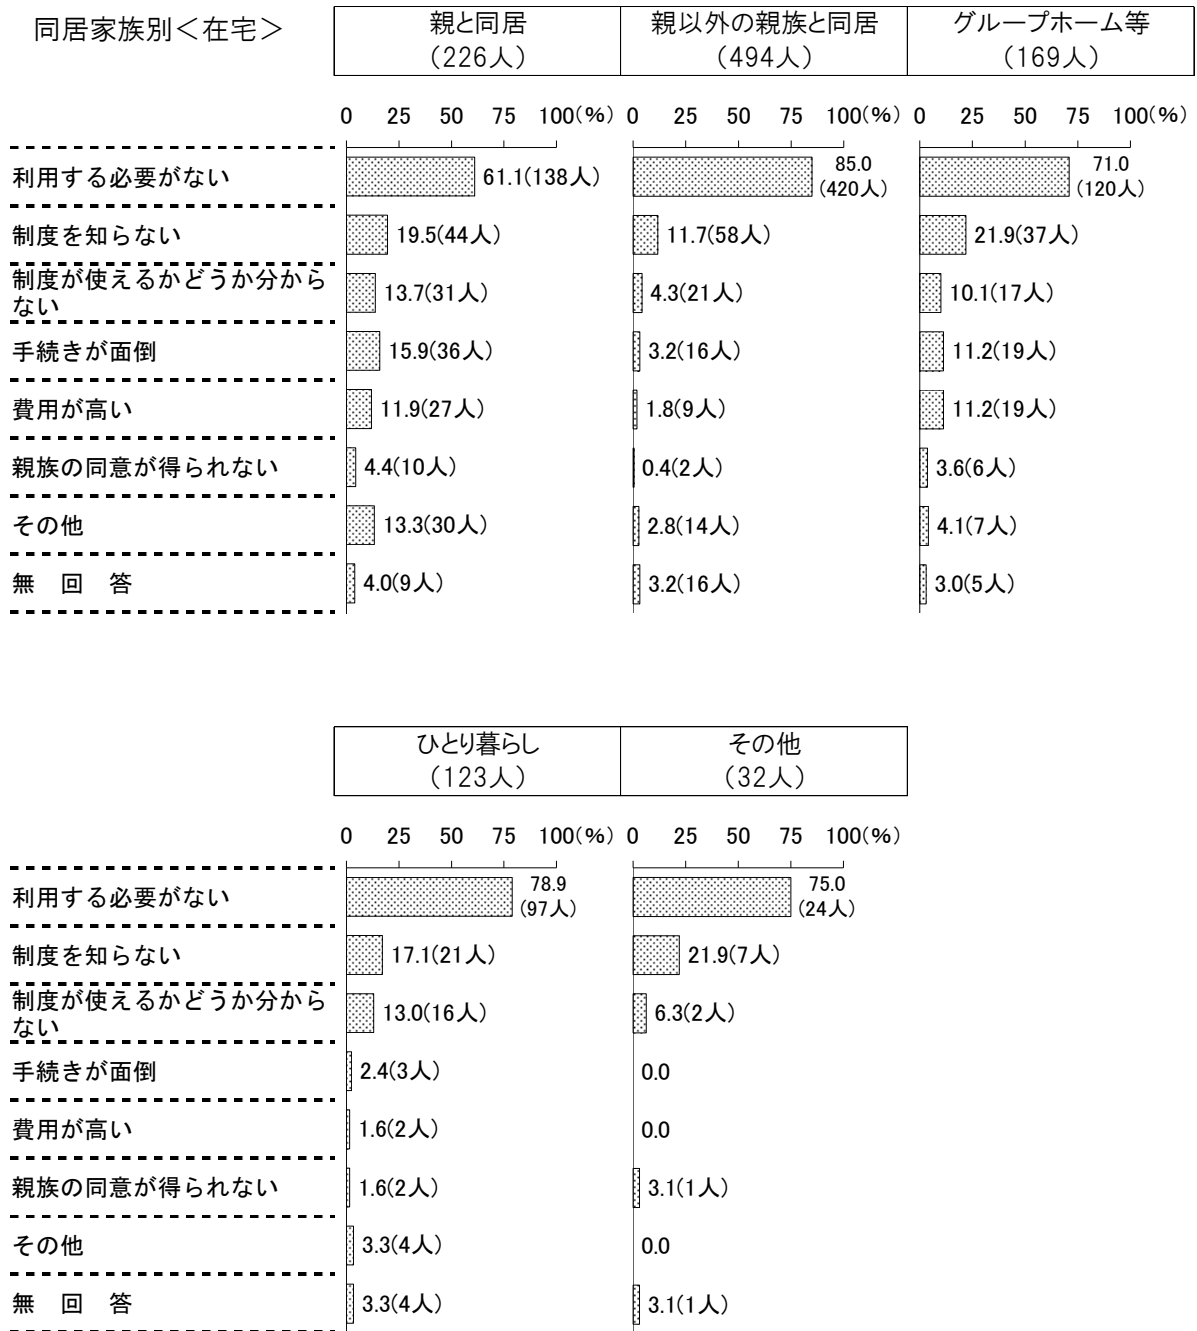 同居家族別＜在宅＞
親と同居
（226人）
親以外の親族と同居
（494人）
グループホーム等
（169人）
0 25 50 75 100(%) 0 25 50 75 100(%) 0 25 50 75 100(%)
利用する必要がない 61.1(138人) 85.0
(420人) 71.0
(120人)
制度を知らない 19.5(44人) 11.7(58人) 21.9(37人)
制度が使えるかどうか分から
ない 13.7(31人) 4.3(21人) 10.1(17人)
手続きが面倒 15.9(36人) 3.2(16人) 11.2(19人)
費用が高い 11.9(27人) 1.8(9人) 11.2(19人)
親族の同意が得られない 4.4(10人) 0.4(2人) 3.6(6人)
その他 13.3(30人) 2.8(14人) 4.1(7人)
無　回　答 4.0(9人) 3.2(16人) 3.0(5人)
ひとり暮らし
（123人）
その他
（32人）
0 25 50 75 100(%) 0 25 50 75 100(%)
利用する必要がない 78.9
(97人) 75.0
(24人)
制度を知らない 17.1(21人) 21.9(7人)
制度が使えるかどうか分から
ない 13.0(16人) 6.3(2人)
手続きが面倒 2.4(3人) 0.0
費用が高い 1.6(2人) 0.0
親族の同意が得られない 1.6(2人) 3.1(1人)
その他 3.3(4人) 0.0
無　回　答 3.3(4人) 3.1(1人)